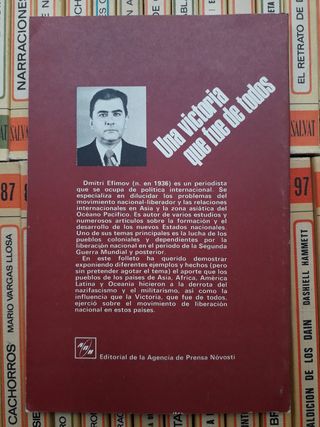 NARRACIONES
SALVAT
EL RETRATO DE
SALVAT
Una victoria
que fue de todos
Dmitri Efímov (n. en 1936) es un periodista
que se ocupa de política internacional. Se
especializa en dilucidar los problemas del
movimiento nacional-liberador y las relaciones
internacionales en Asia y la zona asiática del
Océano Pacífico. Es autor de varios estudios y
numerosos artículos sobre la formación y el
desarrollo de los nuevos Estados nacionales.
Uno de sus temas principales es la lucha de los
pueblos coloniales y dependientes por la
liberación nacional en el período de la Segunda
Guerra Mundial y posterior.
En este folleto ha querido demostrar
exponiendo diferentes ejemplos y hechos (pero
sin pretender agotar el tema) el aporte que los
pueblos de los países de Asia, África, América
Latina y Oceanía hicieron a la derrota del
nazifascismo y el militarismo, así como la
influencia que la Victoria, que fue de todos,
ejerció sobre el movimiento de liberación
nacional en estos países.
Editorial de la Agencia de Prensa Nóvosti
87
MARIO VARGAS LLOSA
CACHORROS
97
DASHIELL HAMMETT
MALDICION DE LOS DAIN